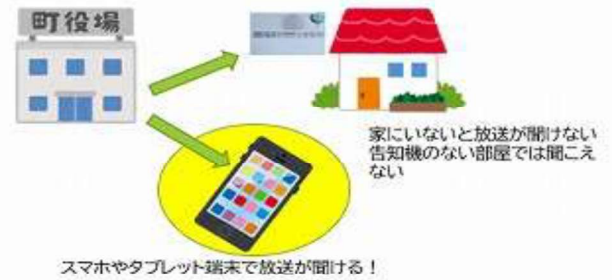 町役場
家にいないと放送が聞けない
告知機のない部屋では聞こえ
ない
スマホやタブレット端末で放送が聞ける！